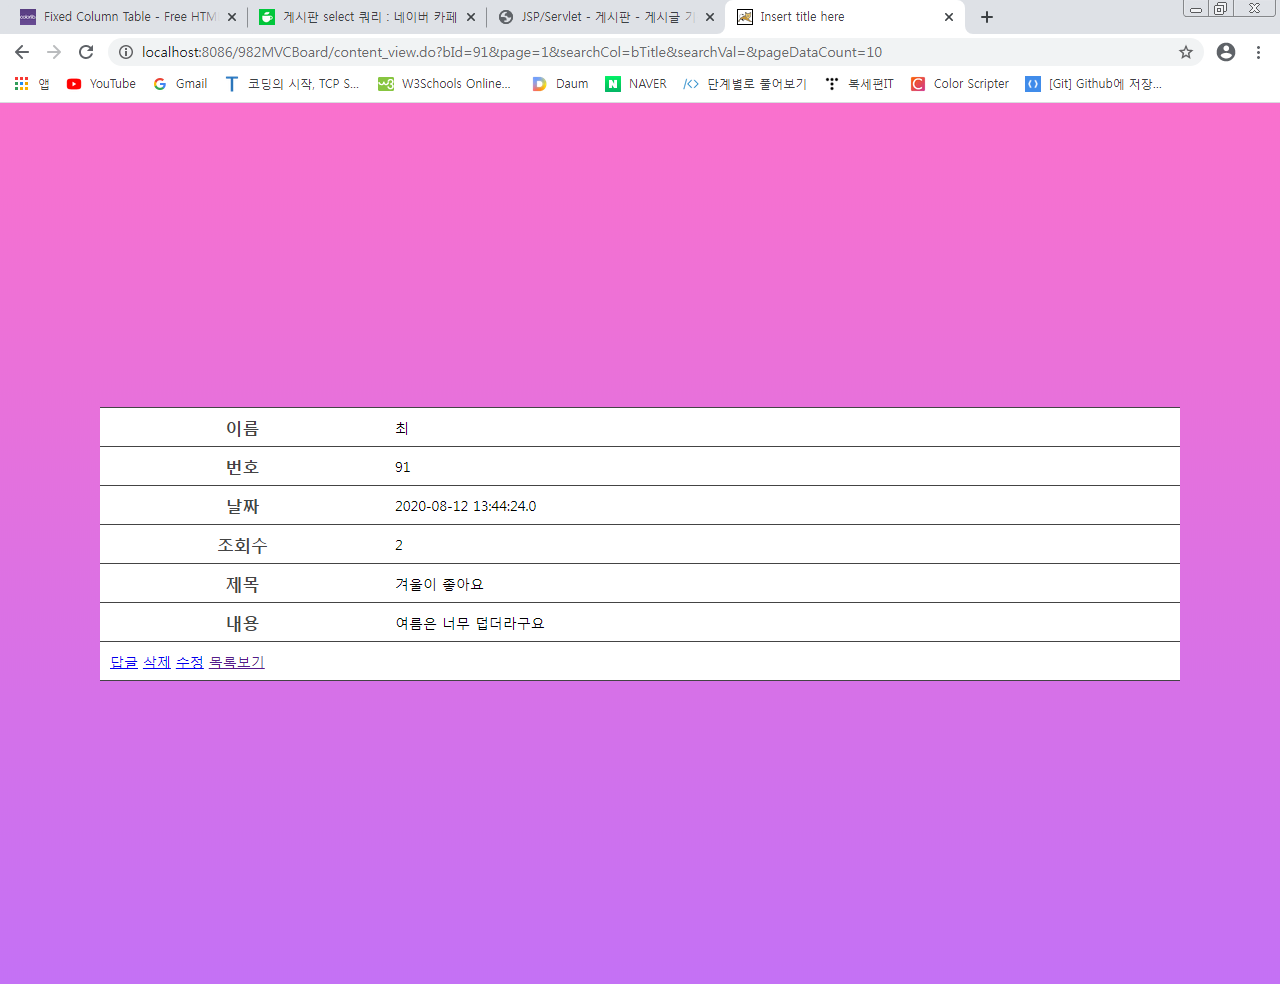 Fixed Column Table - Free HTM
게시판 select 쿼리 : 네이버 카페
JSP/Servlet - 게시판 - 게시글 기
Insert title here
localhost:8086/982MVCBoard/content_view.do?bId=91&page=1&searchCol=bTitle&searchVal=&pageDataCount=10
앱 YouTube Gmail 코딩의 시작, TCP S... W3Schools Online... Daum NAVER 단계별로 풀어보기 복세편IT Color Scripter [Git] Github에 저장...
이름 최
번호 91
날짜 2020-08-12 13:44:24.0
조회수 2
제목 겨울이 좋아요
내용 여름은 너무 덥더라구요
답글 삭제 수정 목록보기